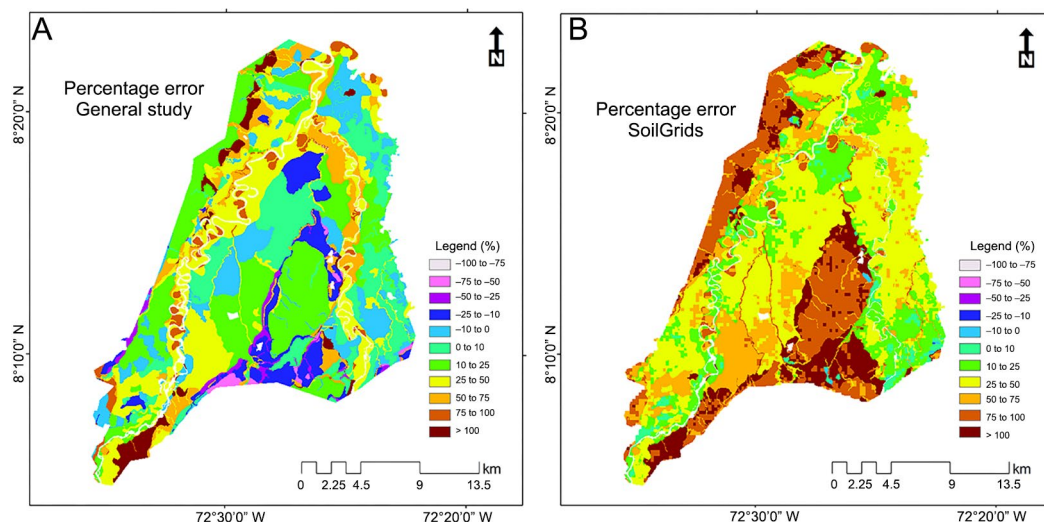 A
N
Percentage error
General study
8°20'0" N
8°10'0" N
Legend (%)
–100 to –75
–75 to –50
–50 to –25
–25 to –10
–10 to 0
0 to 10
10 to 25
25 to 50
50 to 75
75 to 100
> 100
km
0 2.25 4.5 9 13.5
72°30'0" W 72°20'0" W
B
N
Percentage error
SoilGrids
8°20'0" N
8°10'0" N
Legend (%)
–100 to –75
–75 to –50
–50 to –25
–25 to –10
–10 to 0
0 to 10
10 to 25
25 to 50
50 to 75
75 to 100
> 100
km
0 2.25 4.5 9 13.5
72°30'0" W 72°20'0" W